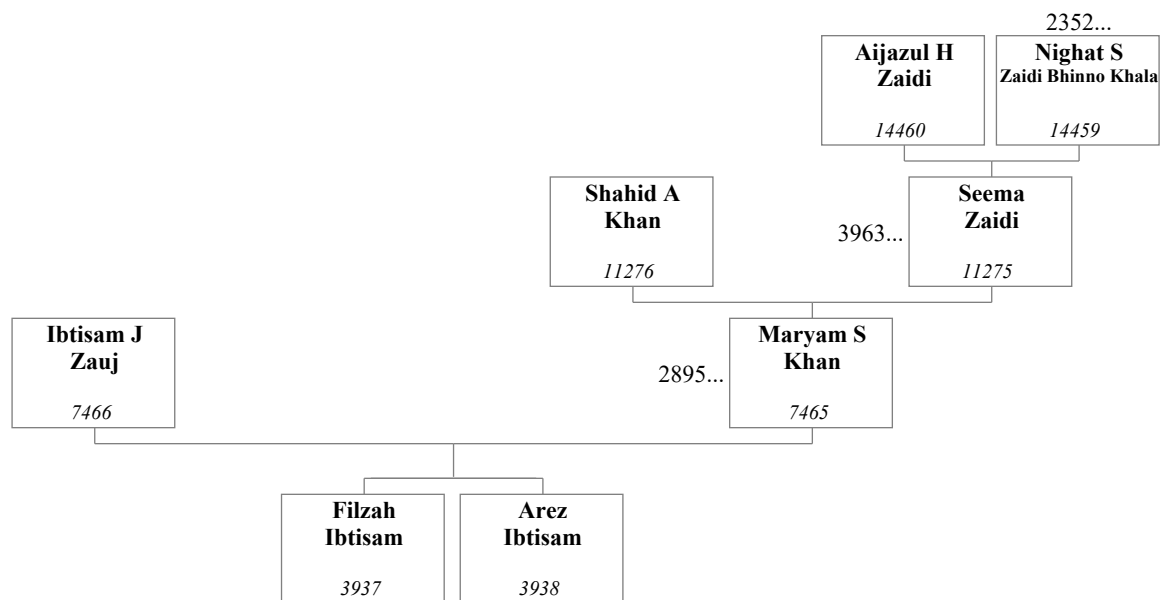 2352...
Aijazul H
Zaidi
14460
Nighat S
Zaidi Bhinno Khala
14459
Shahid A
Khan
11276
3963...
Seema
Zaidi
11275
Ibtisam J
Zauj
7466
2895...
Maryam S
Khan
7465
Filzah
Ibtisam
3937
Arez
Ibtisam
3938